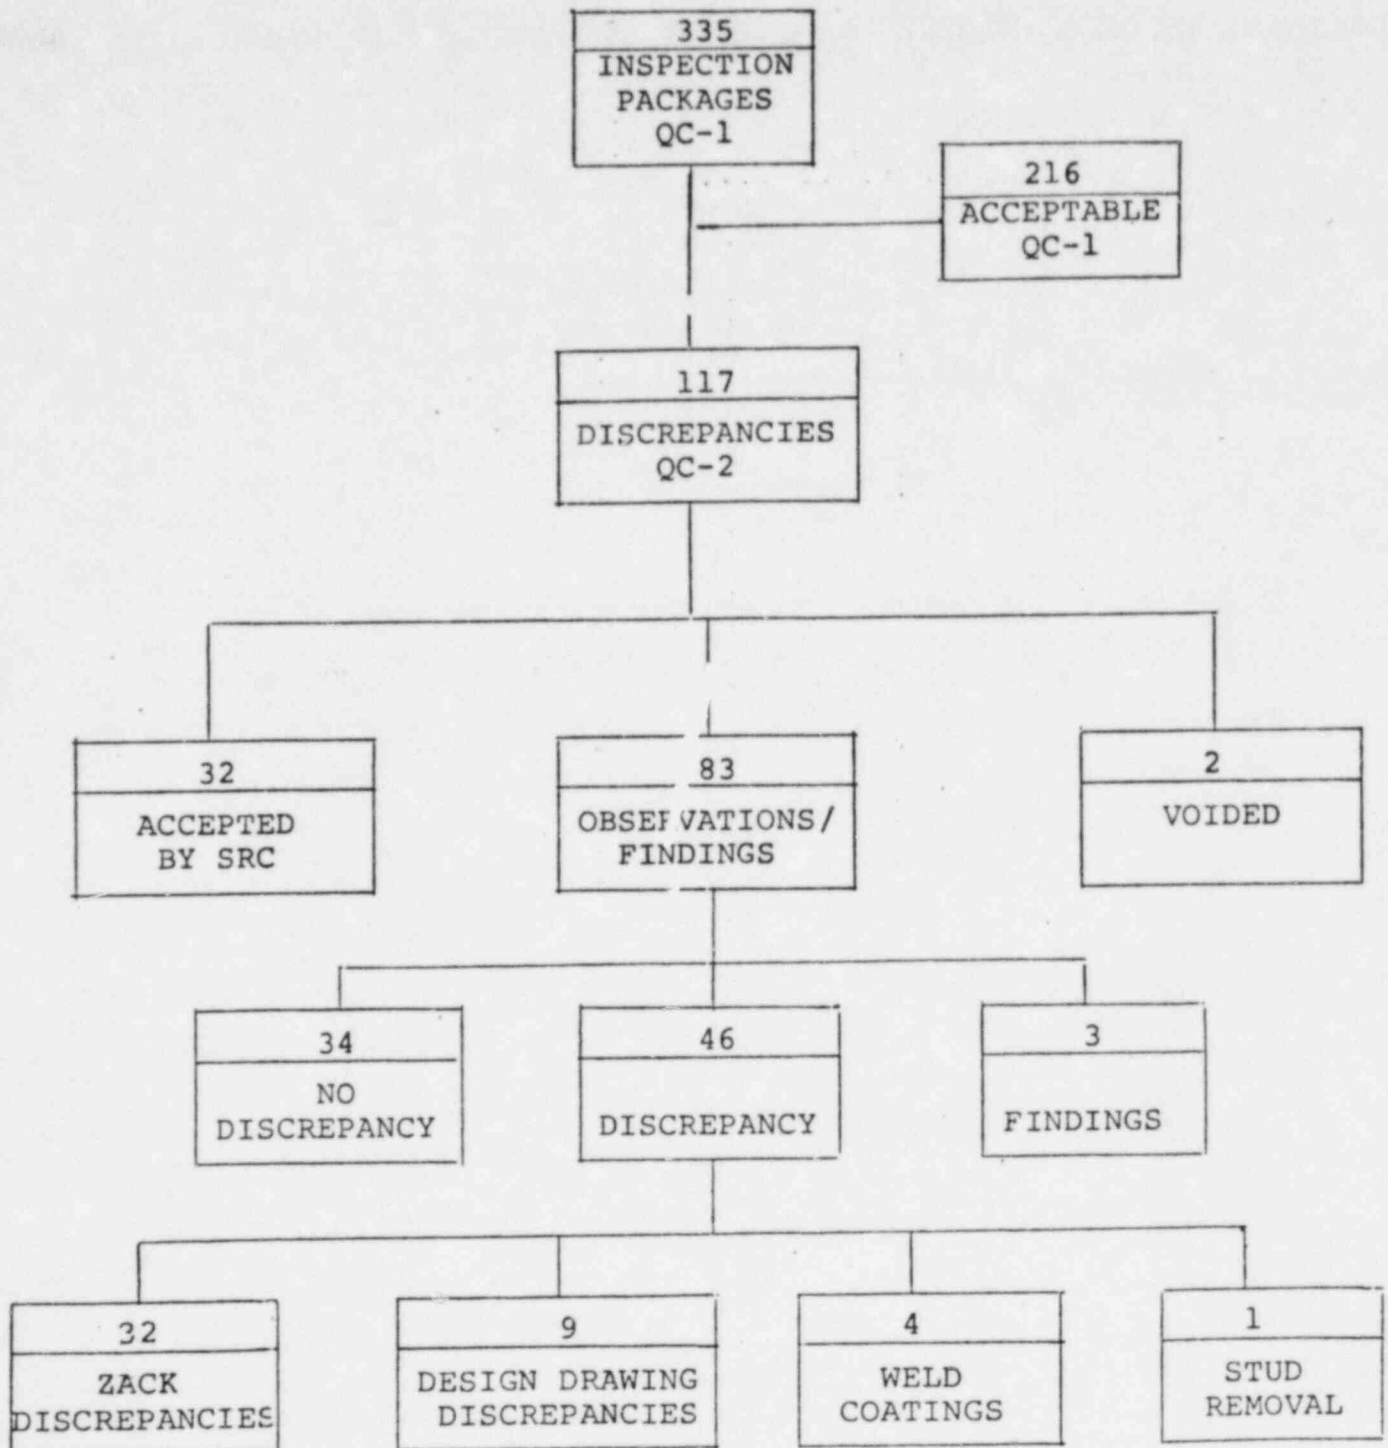 335
INSPECTION
PACKAGES
QC-1
216
ACCEPTABLE
QC-1
117
DISCREPANCIES
QC-2
32
ACCEPTED
BY SRC
83
OBSERVATIONS/
FINDINGS
2
VOIDED
34
NO
DISCREPANCY
46
DISCREPANCY
3
FINDINGS
32
ZACK
DISCREPANCIES
9
DESIGN DRAWING
DISCREPANCIES
4
WELD
COATINGS
1
STUD
REMOVAL